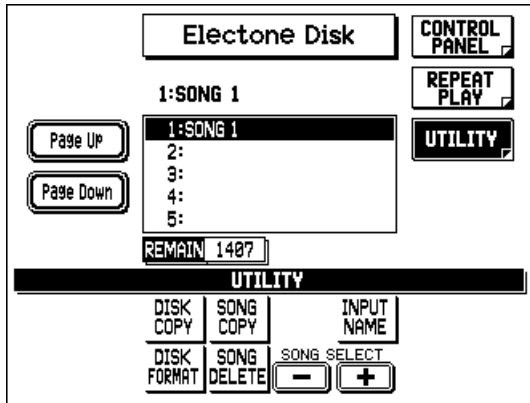 Electone Disk
CONTROL
PANEL
REPEAT
PLAY
UTILITY
1:SONG 1
Page Up
Page Down
1:SONG 1
2:
3:
4:
5:
REMAIN 1407
UTILITY
DISK
COPY
SONG
COPY
INPUT
NAME
DISK
FORMAT
SONG
DELETE
SONG SELECT
- +